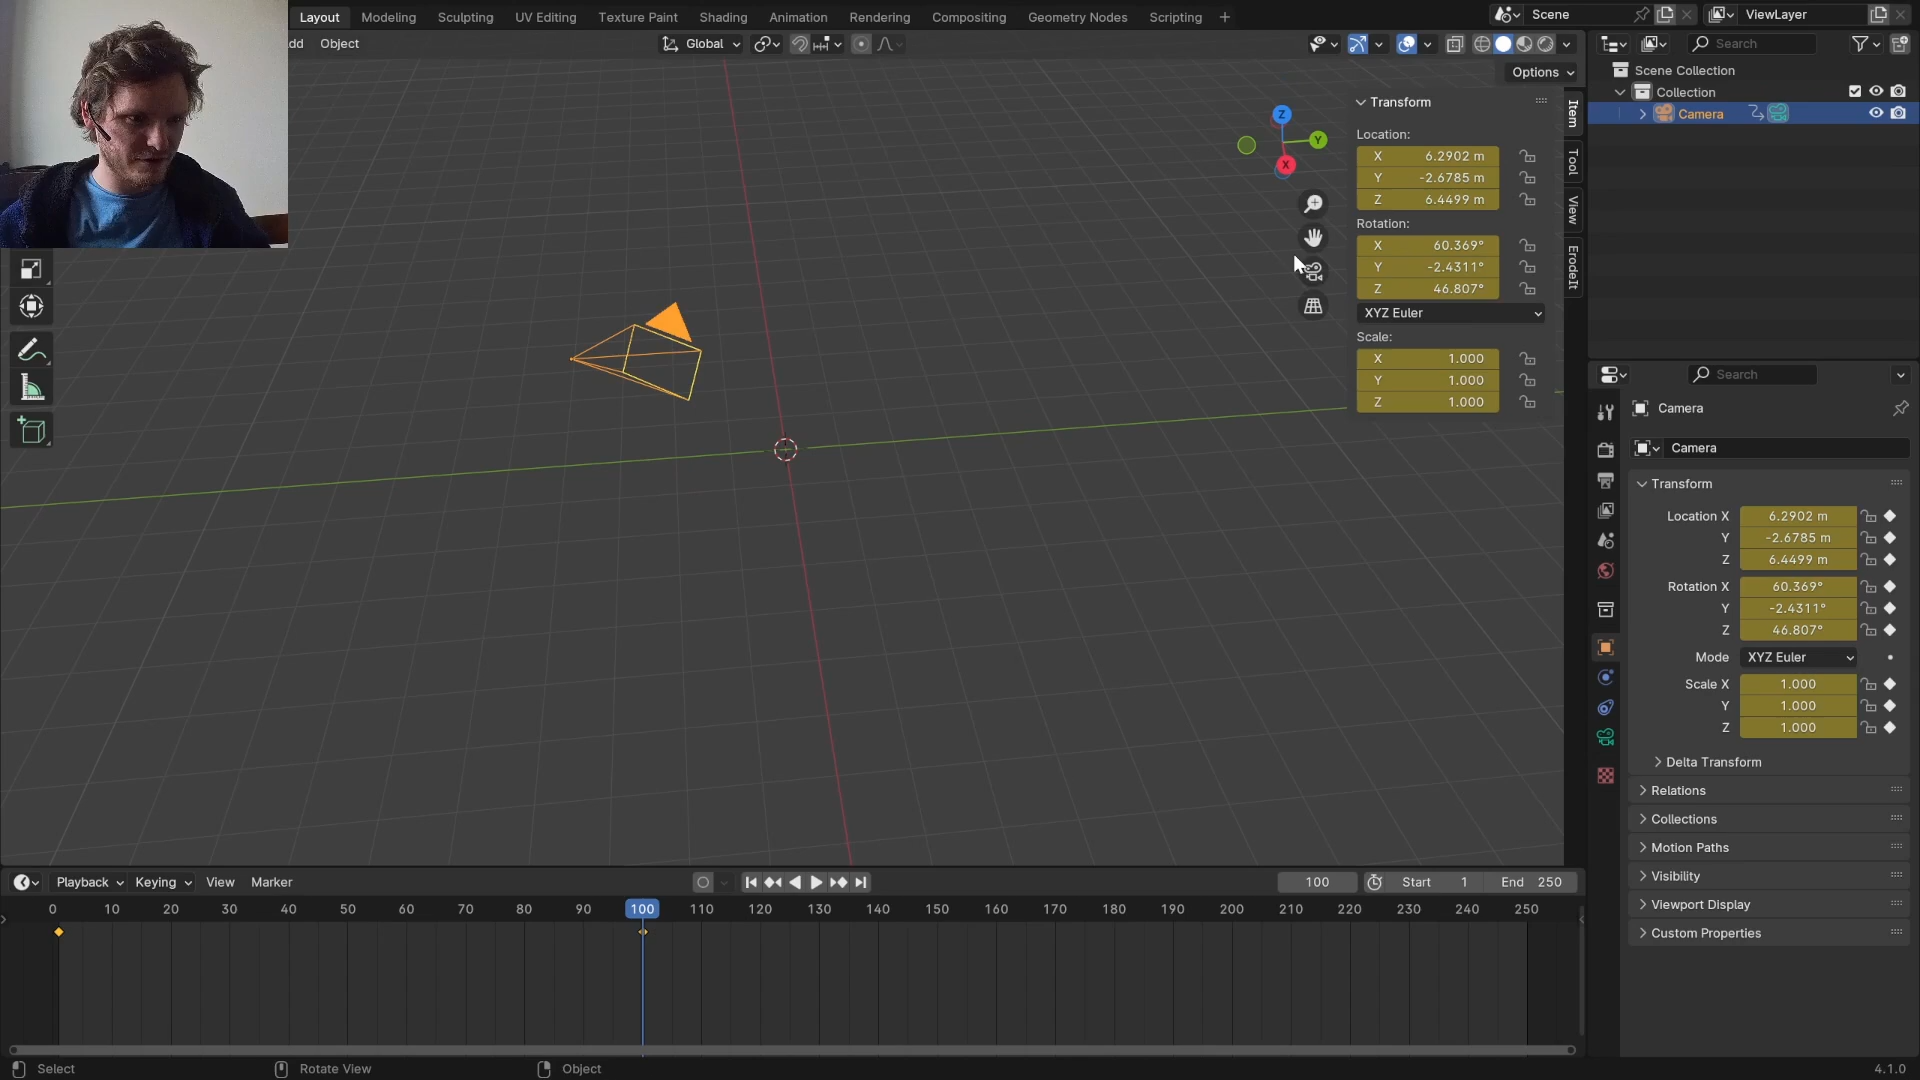 Layout Modeling Sculpting UV Editing Texture Paint Shading Animation Rendering Compositing Geometry Nodes Scripting + Scene ViewLayer
dd Object Global Search
Options
Scene Collection
Collection
Camera
Transform
Location:
X 6.2902 m
Y -2.6785 m
Z 6.4499 m
Rotation:
X 60.369°
Y -2.4311°
Z 46.807°
XYZ Euler
Scale:
X 1.000
Y 1.000
Z 1.000
Z
Y
X
Item
Tool
View
ErodeIt
Search
Camera
Camera
Transform
Location X 6.2902 m
Y -2.6785 m
Z 6.4499 m
Rotation X 60.369°
Y -2.4311°
Z 46.807°
Mode XYZ Euler
Scale X 1.000
Y 1.000
Z 1.000
Delta Transform
Relations
Collections
Motion Paths
Visibility
Viewport Display
Custom Properties
Playback Keying View Marker 100 Start 1 End 250
0 10 20 30 40 50 60 70 80 90 100 110 120 130 140 150 160 170 180 190 200 210 220 230 240 250
Select Rotate View Object 4.1.0